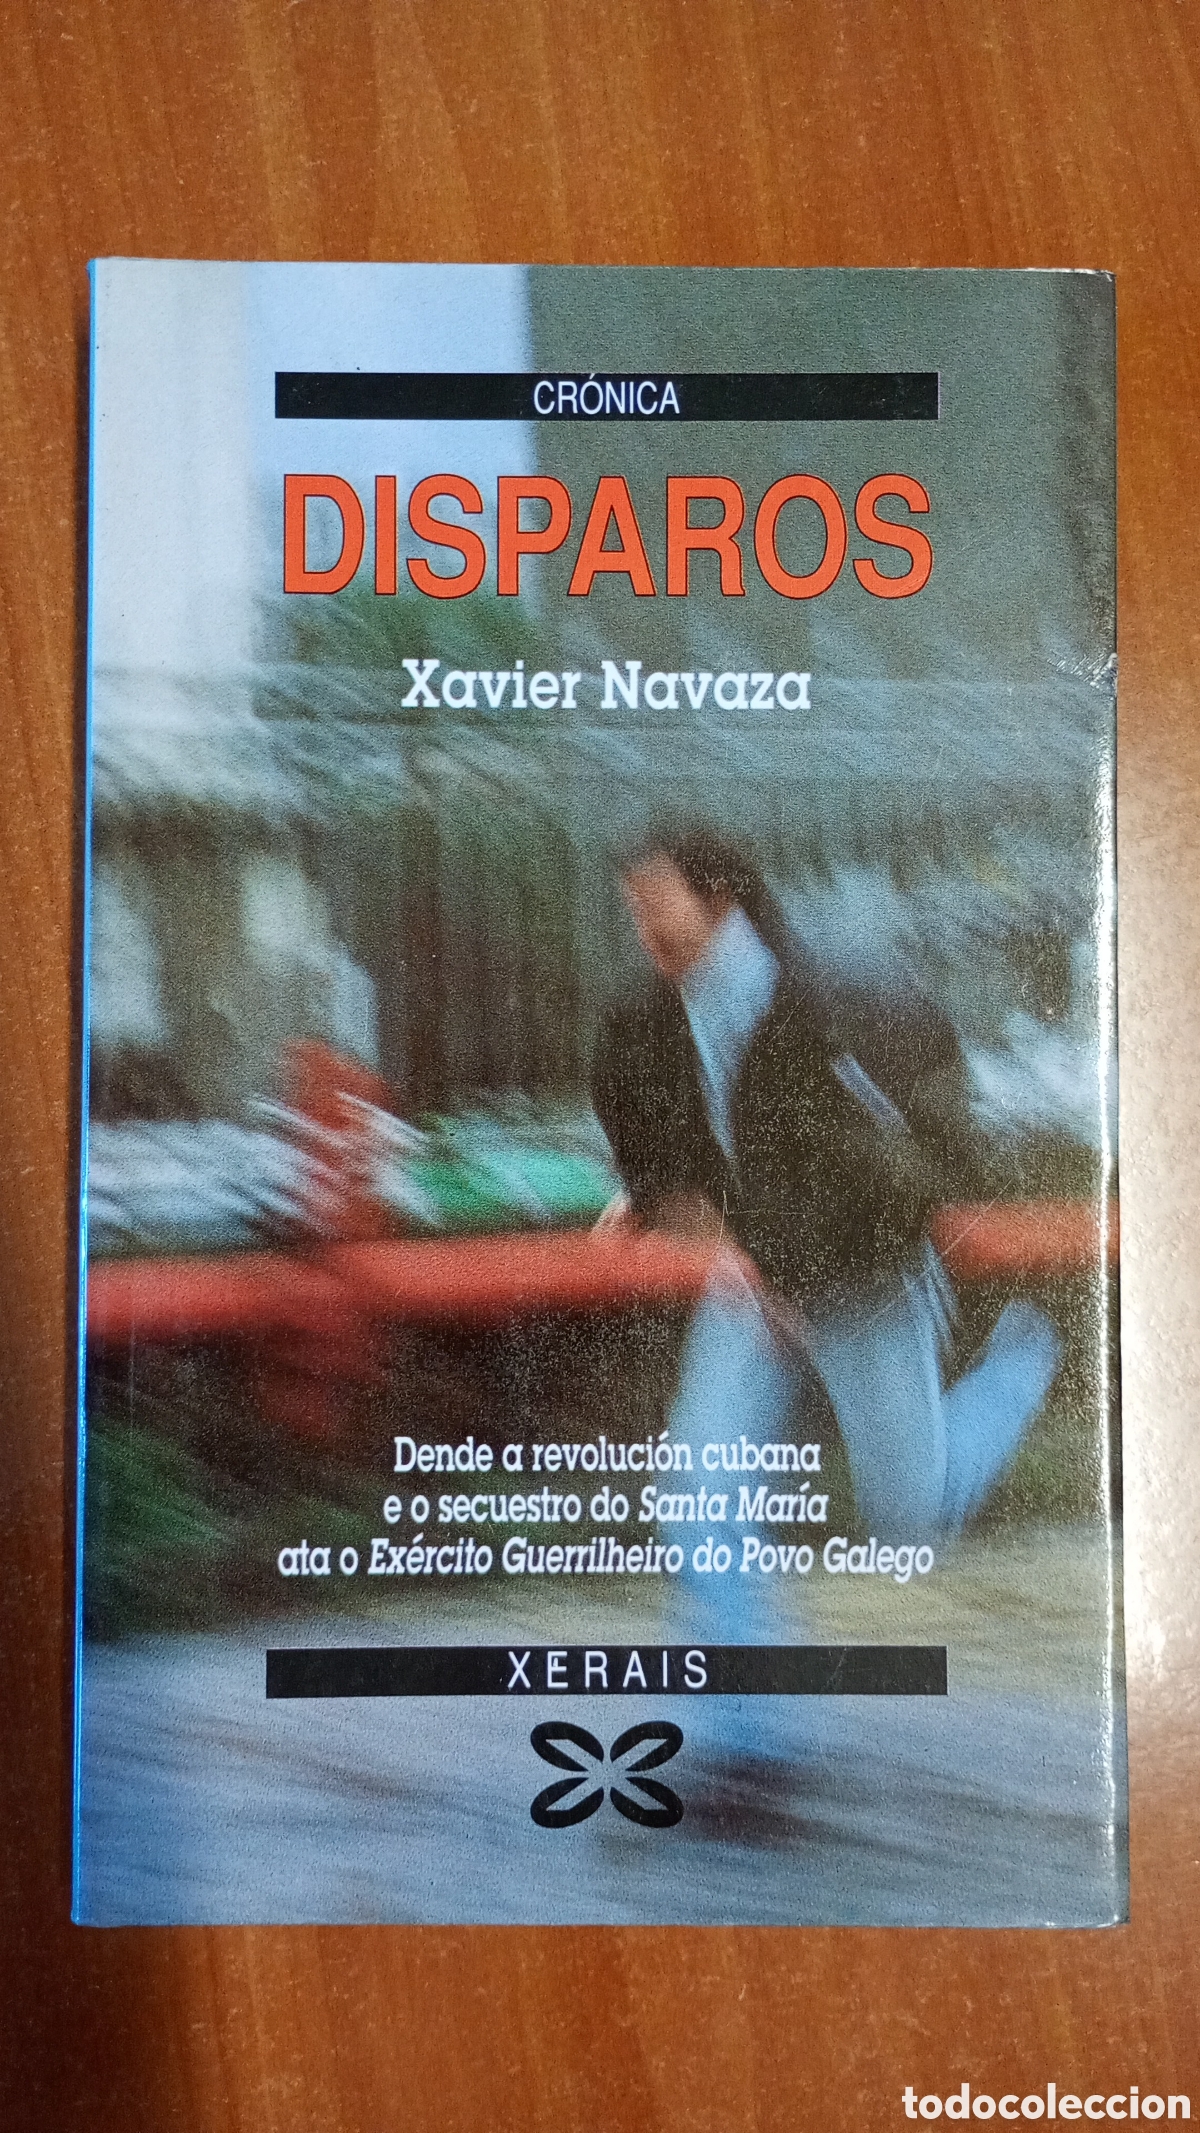 CRÓNICA
DISPAROS
Xavier Navaza
Dende a revolución cubana
e o secuestro do Santa María
ata o Exército Guerrilheiro do Povo Galego
XERAIS
todocoleccion